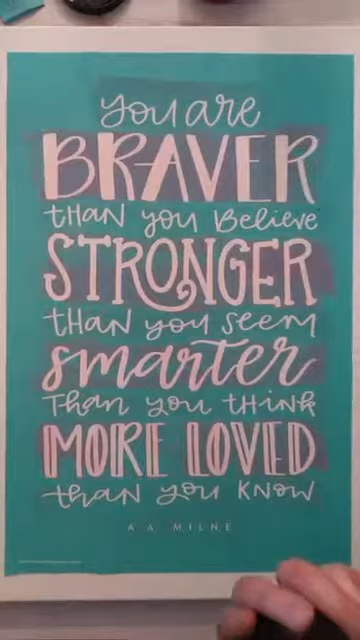 you are
BRAVER
than you Believe
STRONGER
than you seem
smarter
Than you think
MORE LOVED
than you KNOW
A A MILNE